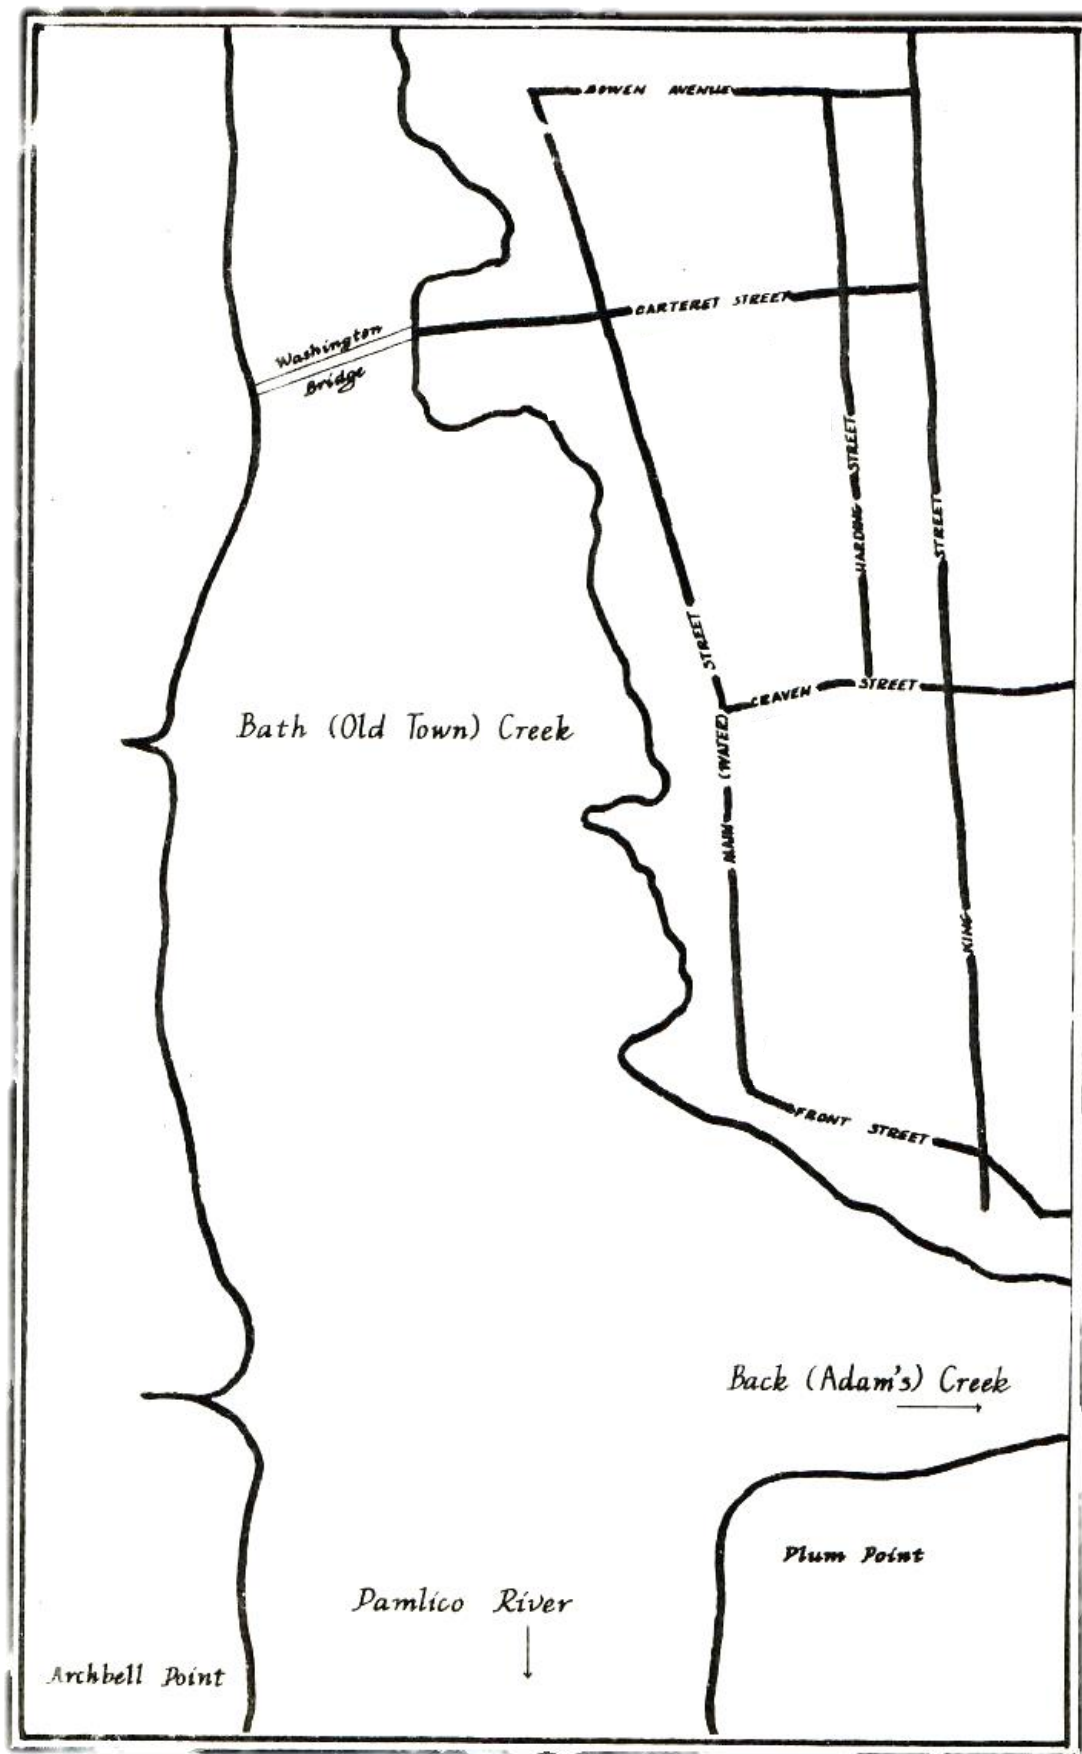 BOWEN AVENUE
CARTERET STREET
Washington
Bridge
HARDING STREET
KING STREET
MAIN (WATER) STREET
CRAVEN STREET
Bath (Old Town) Creek
FRONT STREET
Back (Adam's) Creek
Plum Point
Pamlico River
Archbell Point